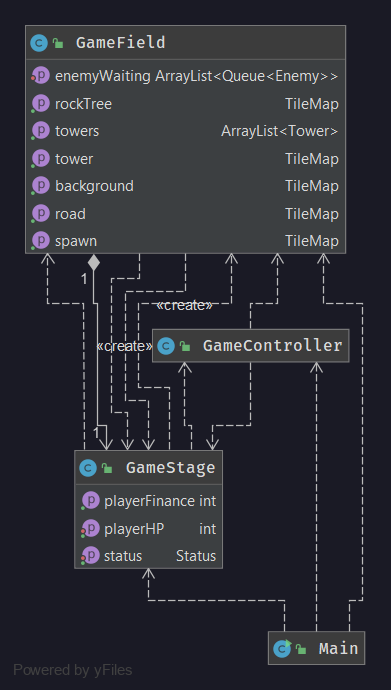 GameField
enemyWaiting ArrayList<Queue<Enemy>>
rockTree TileMap
towers ArrayList<Tower>
tower TileMap
background TileMap
road TileMap
spawn TileMap
1
«create»
«create»
GameController
1
GameStage
playerFinance int
playerHP int
status Status
Main
Powered by yFiles